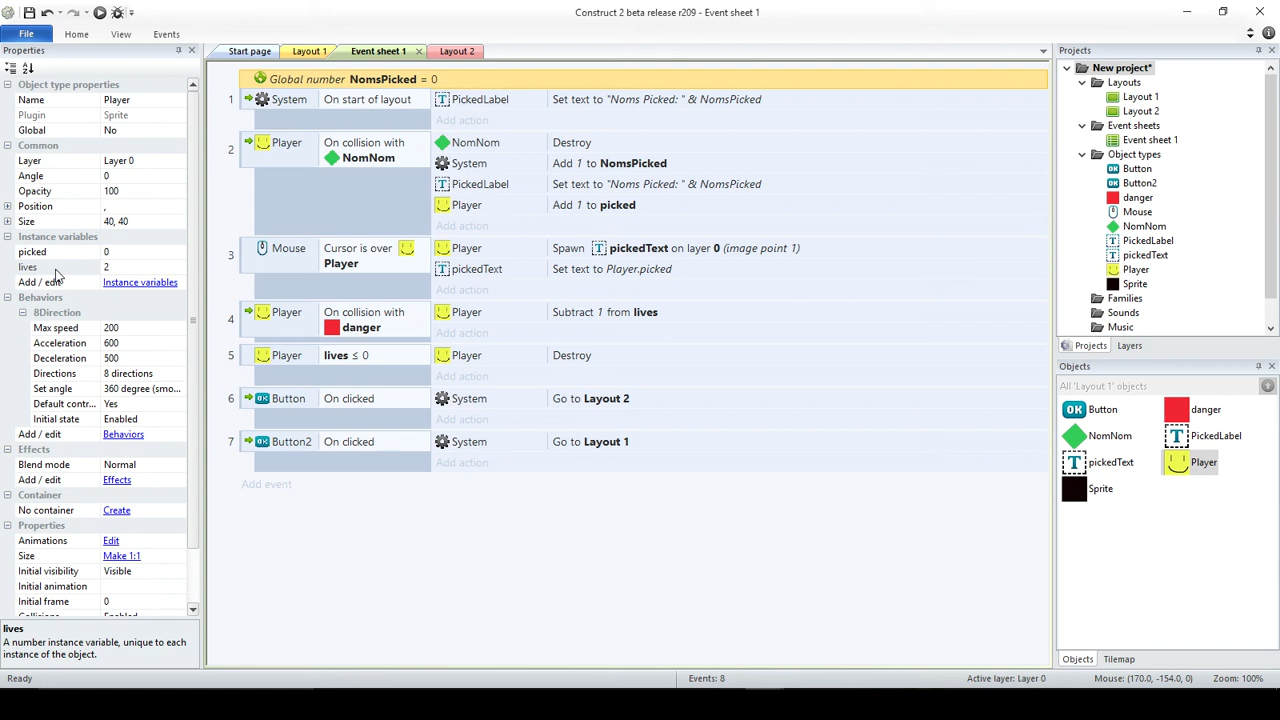 Construct 2 beta release r209 - Event sheet 1
File Home View Events
Properties
Object type properties
Name Player
Plugin Sprite
Global No
Common
Layer Layer 0
Angle 0
Opacity 100
Position ,
Size 40, 40
Instance variables
picked 0
lives 2
Add / edit Instance variables
Behaviors
8Direction
Max speed 200
Acceleration 600
Deceleration 500
Directions 8 directions
Set angle 360 degree (smo...
Default contr... Yes
Initial state Enabled
Add / edit Behaviors
Effects
Blend mode Normal
Add / edit Effects
Container
No container Create
Properties
Animations Edit
Size Make 1:1
Initial visibility Visible
Initial animation
Initial frame 0
Collisions Enabled
lives
A number instance variable, unique to each
instance of the object.
Start page Layout 1 Event sheet 1 Layout 2
Global number NomsPicked = 0
1 System On start of layout PickedLabel Set text to "Noms Picked: " & NomsPicked
Add action
2 Player On collision with NomNom NomNom Destroy
System Add 1 to NomsPicked
PickedLabel Set text to "Noms Picked: " & NomsPicked
Player Add 1 to picked
Add action
3 Mouse Cursor is over Player Player Spawn pickedText on layer 0 (image point 1)
pickedText Set text to Player.picked
Add action
4 Player On collision with danger Player Subtract 1 from lives
Add action
5 Player lives ≤ 0 Player Destroy
Add action
6 Button On clicked System Go to Layout 2
Add action
7 Button2 On clicked System Go to Layout 1
Add action
Add event
Projects
New project*
Layouts
Layout 1
Layout 2
Event sheets
Event sheet 1
Object types
Button
Button2
danger
Mouse
NomNom
PickedLabel
pickedText
Player
Sprite
Families
Sounds
Music
Projects Layers
Objects
All 'Layout 1' objects
Button danger
NomNom PickedLabel
pickedText Player
Sprite
Objects Tilemap
Ready Events: 8 Active layer: Layer 0 Mouse: (170.0, -154.0, 0) Zoom: 100%